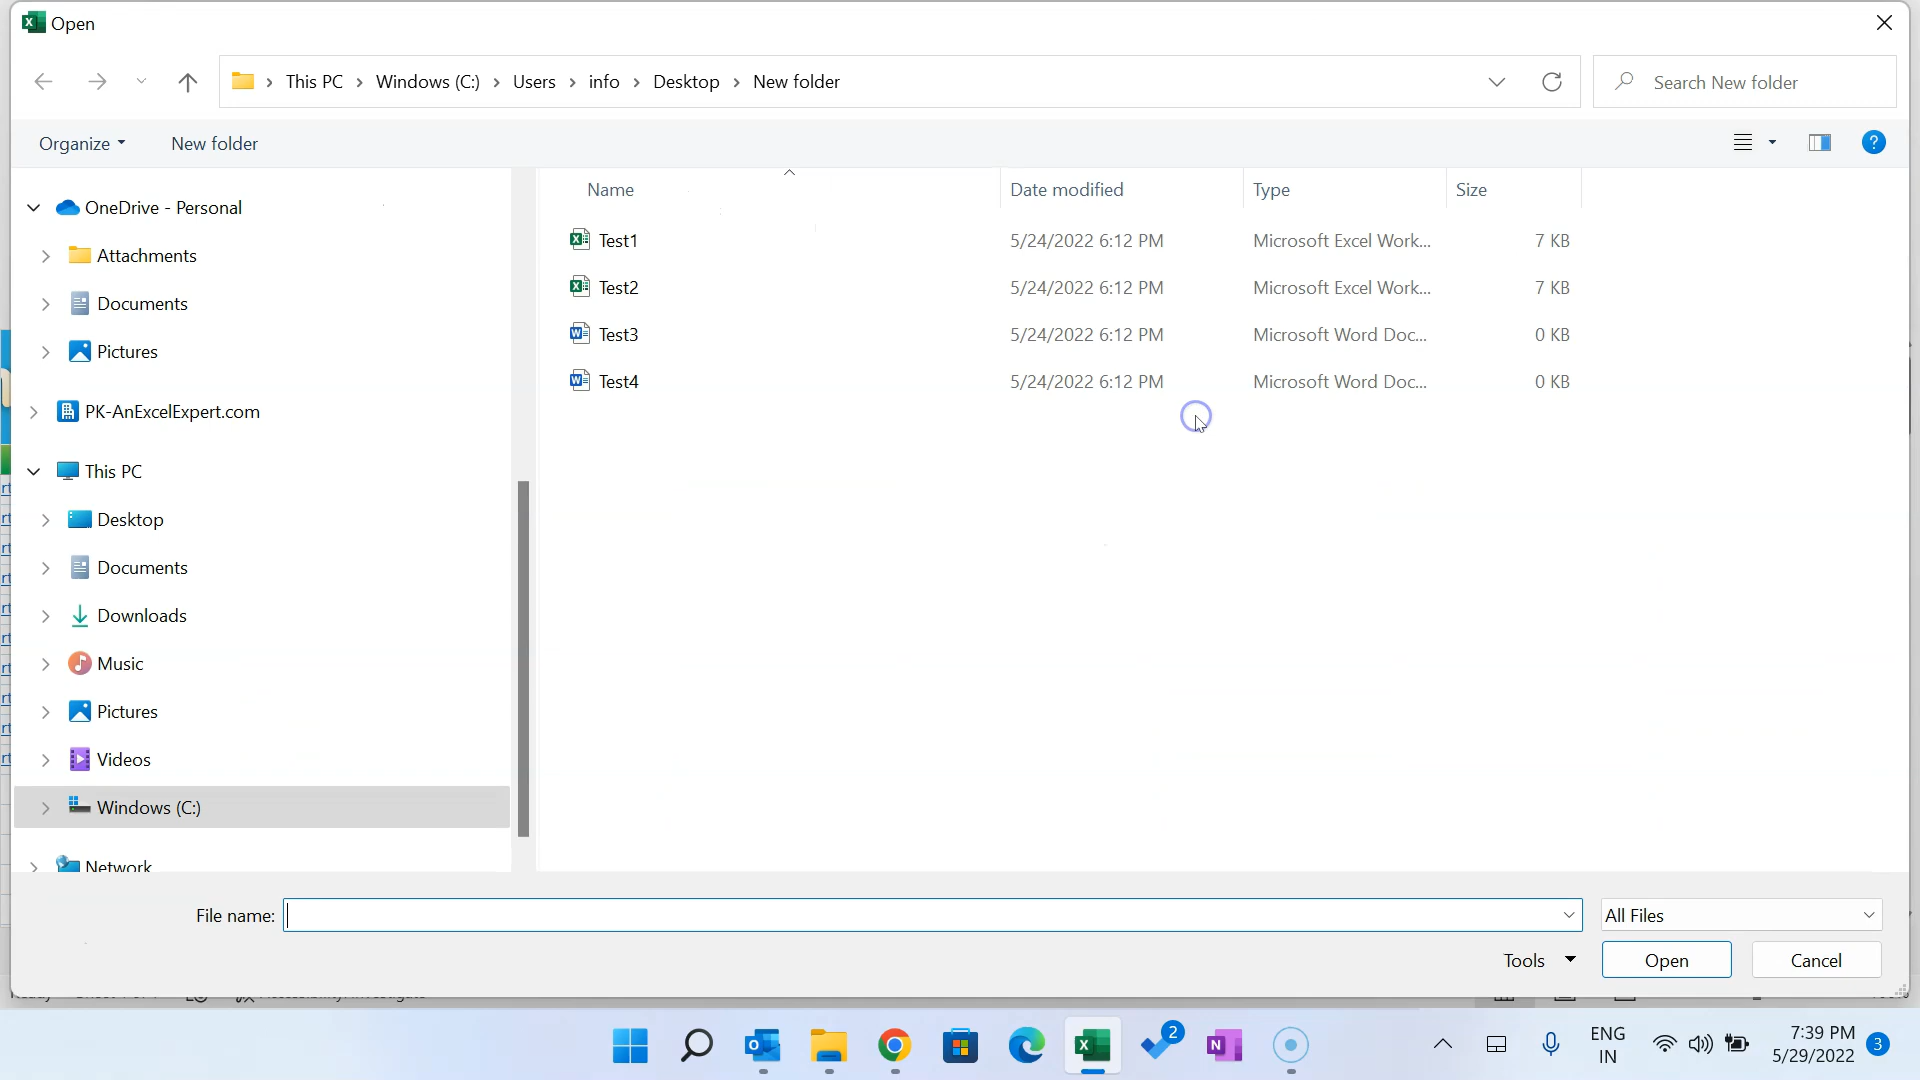 Open
This PC > Windows (C:) > Users > info > Desktop > New folder
Search New folder
Organize
New folder
OneDrive - Personal
Attachments
Documents
Pictures
PK-AnExcelExpert.com
This PC
Desktop
Documents
Downloads
Music
Pictures
Videos
Windows (C:)
Network
Name Date modified Type Size
Test1 5/24/2022 6:12 PM Microsoft Excel Work... 7 KB
Test2 5/24/2022 6:12 PM Microsoft Excel Work... 7 KB
Test3 5/24/2022 6:12 PM Microsoft Word Doc... 0 KB
Test4 5/24/2022 6:12 PM Microsoft Word Doc... 0 KB
File name:
All Files
Tools
Open
Cancel
2
ENG
IN
7:39 PM
5/29/2022
3